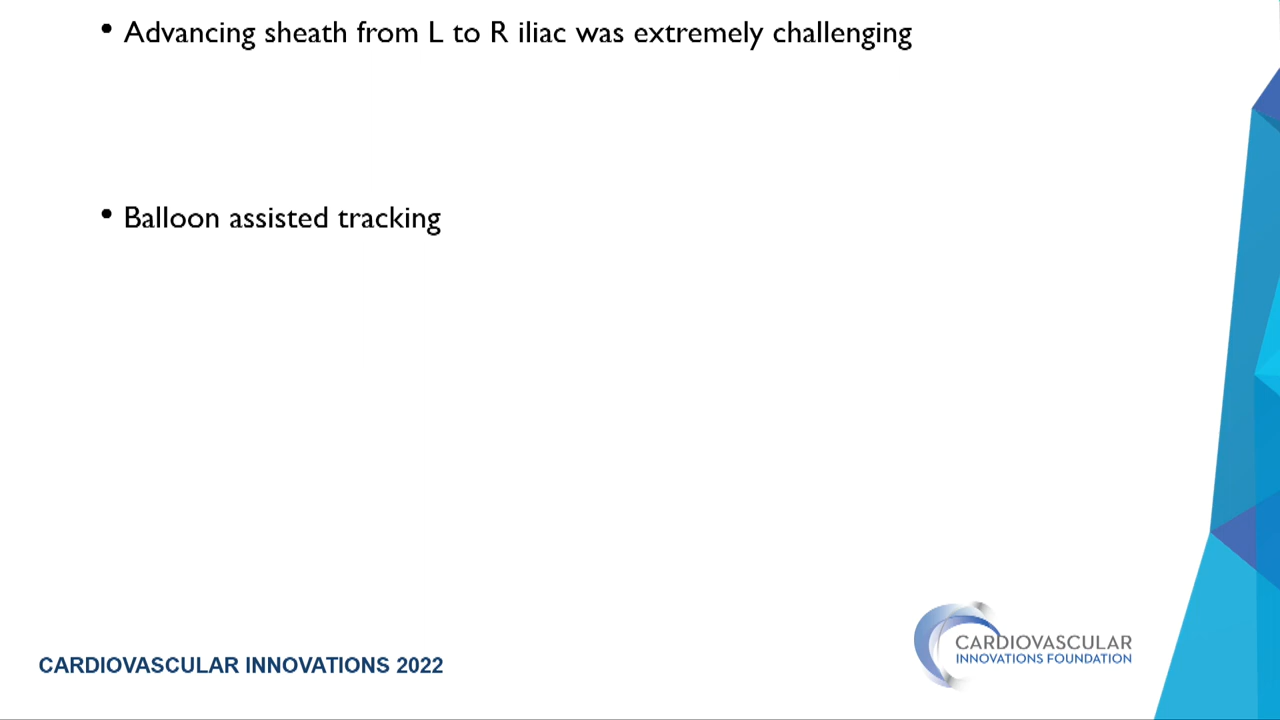 • Advancing sheath from L to R iliac was extremely challenging
• Balloon assisted tracking
CARDIOVASCULAR
INNOVATIONS FOUNDATION
CARDIOVASCULAR INNOVATIONS 2022